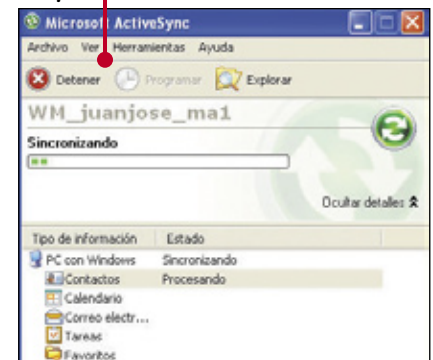 Microsoft ActiveSync
Archivo Ver Herramientas Ayuda
Detener Programar Explorar
WM_juanjose_ma1
Sincronizando
Ocultar detalles
Tipo de información Estado
PC con Windows Sincronizando
Contactos Procesando
Calendario
Correo electr...
Tareas
Favoritos